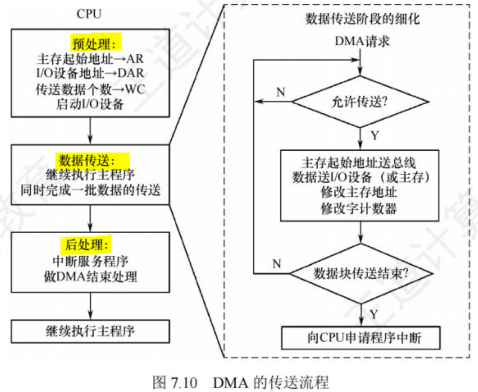 CPU
预处理：
主存起始地址→AR
I/O设备地址→DAR
传送数据个数→WC
启动I/O设备
数据传送：
继续执行主程序
同时完成一批数据的传送
后处理：
中断服务程序
做DMA结束处理
继续执行主程序
数据传送阶段的细化
DMA请求
N
允许传送？
Y
主存起始地址送总线
数据送I/O设备（或主存）
修改主存地址
修改字计数器
N
数据块传送结束？
Y
向CPU申请程序中断
图 7.10 DMA 的传送流程